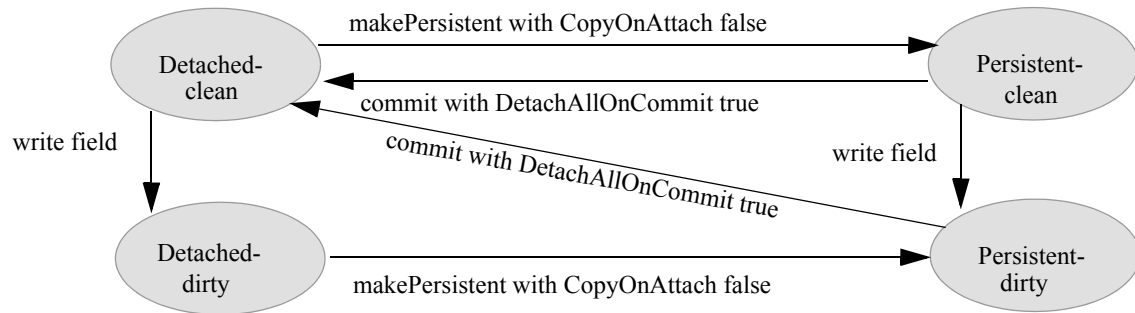 makePersistent with CopyOnAttach false
Detached-
clean
Persistent-
clean
commit with DetachAllOnCommit true
write field
commit with DetachAllOnCommit true
write field
Detached-
dirty
Persistent-
dirty
makePersistent with CopyOnAttach false